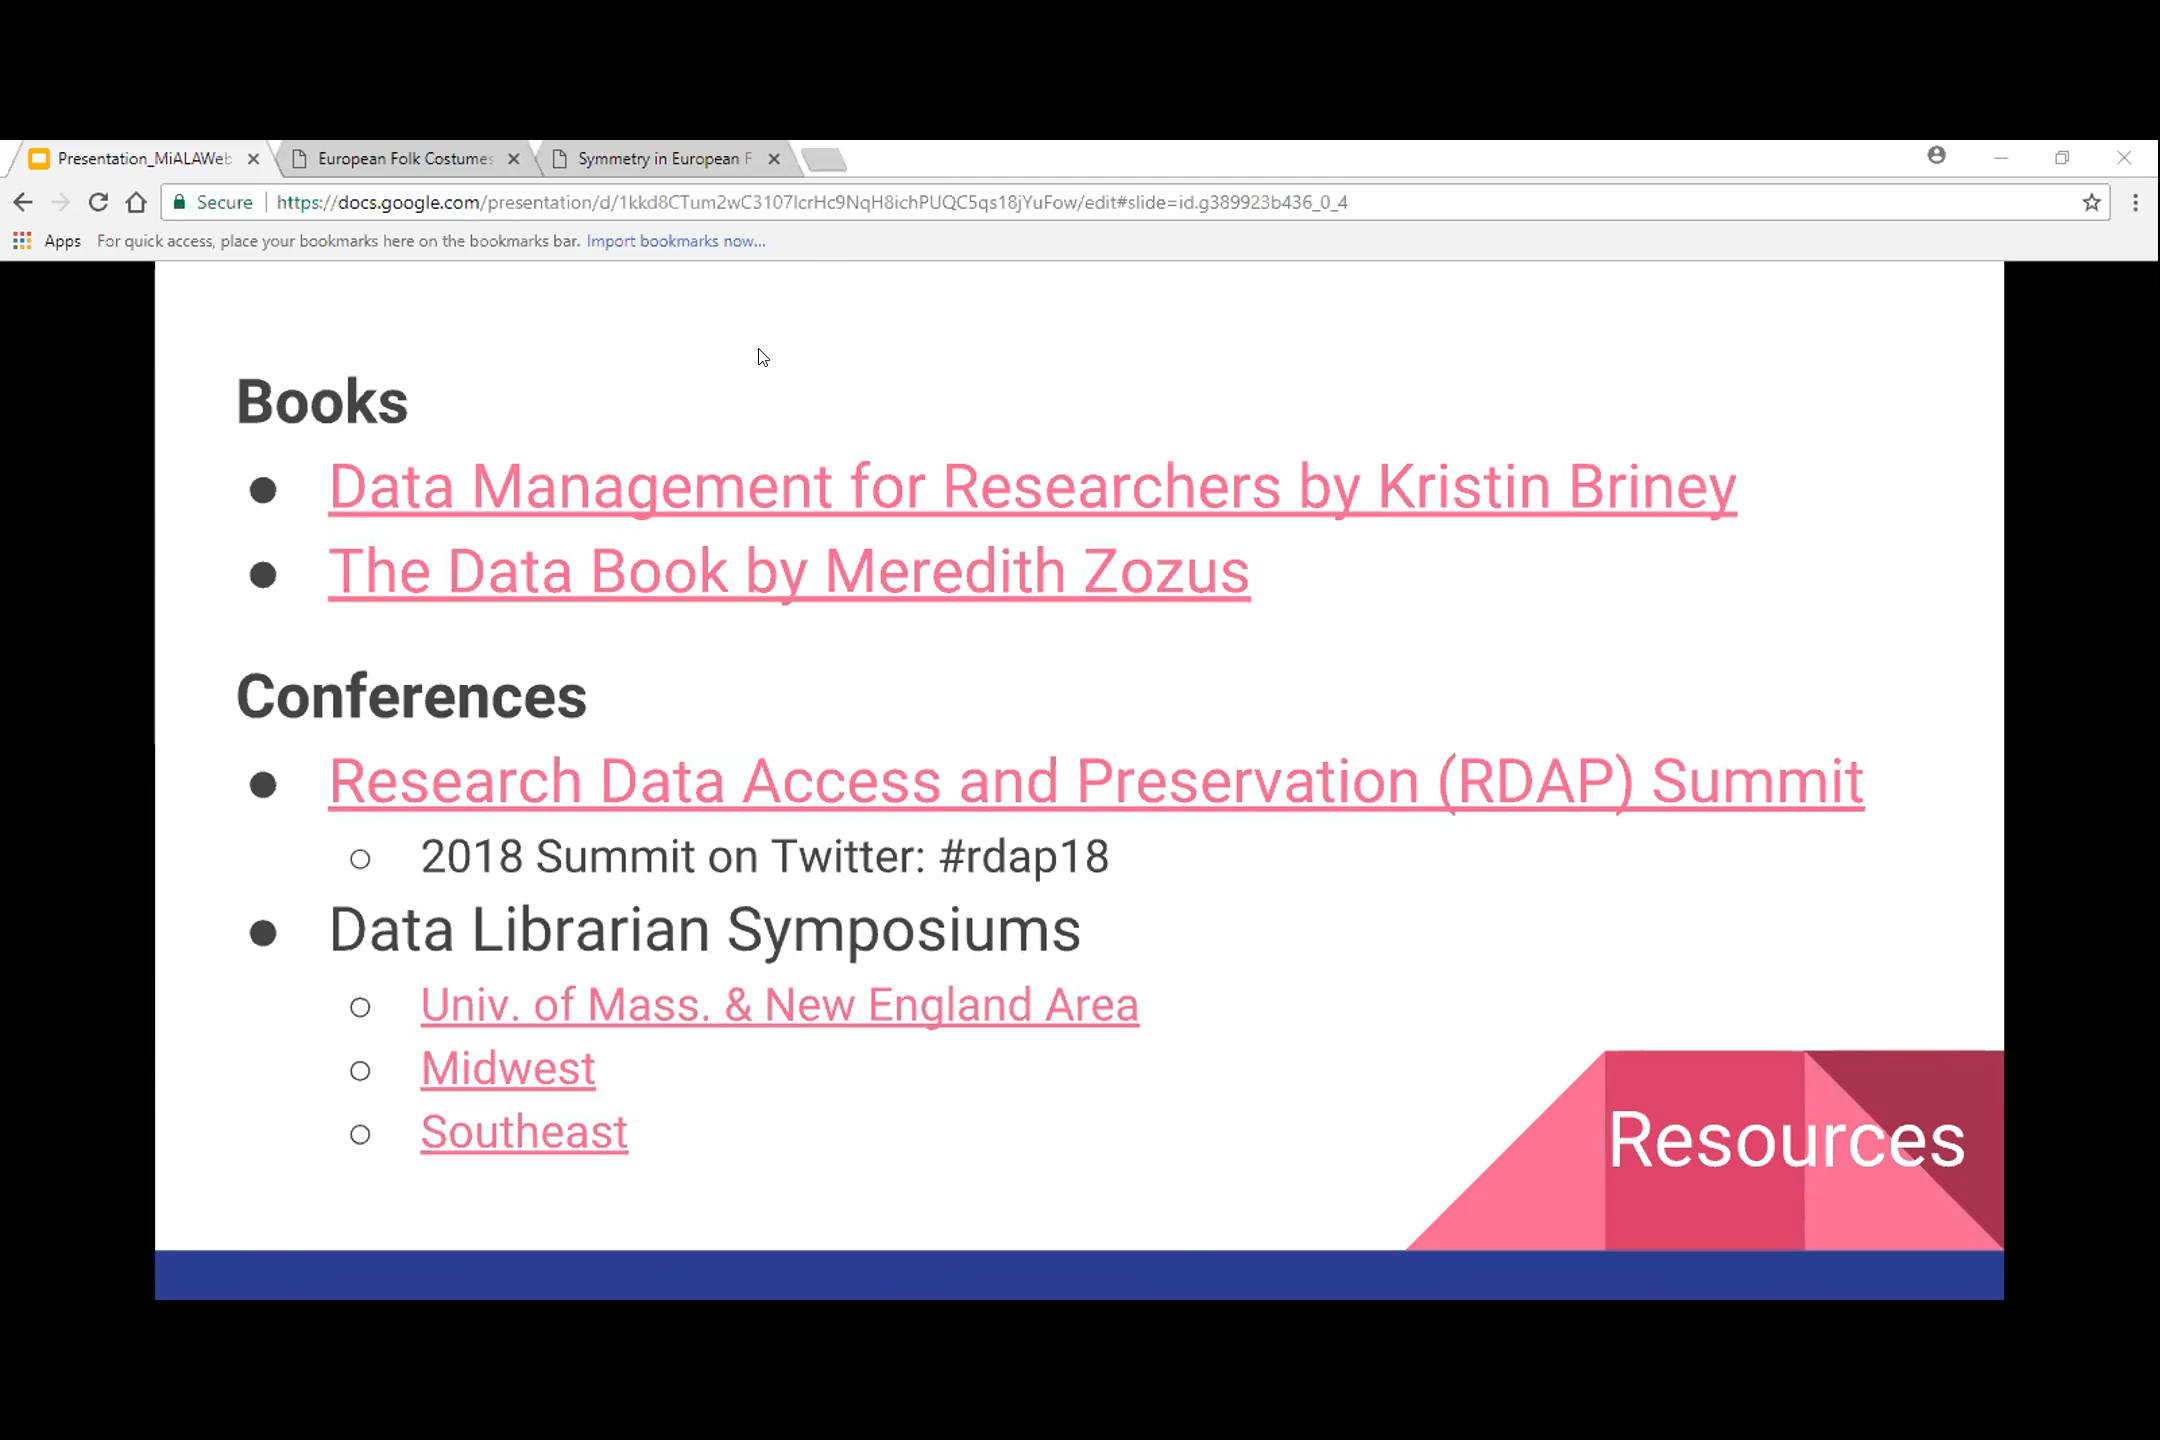 Presentation_MiALAWeb
European Folk Costumes
Symmetry in European F
Secure
https://docs.google.com/presentation/d/1kkd8CTum2wC3107lcrHc9NqH8ichPUQC5qs18jYuFow/edit#slide=id.g389923b436_0_4
Apps For quick access, place your bookmarks here on the bookmarks bar. Import bookmarks now...
Books
● Data Management for Researchers by Kristin Briney
● The Data Book by Meredith Zozus
Conferences
● Research Data Access and Preservation (RDAP) Summit
○ 2018 Summit on Twitter: #rdap18
● Data Librarian Symposiums
○ Univ. of Mass. & New England Area
○ Midwest
○ Southeast
Resources